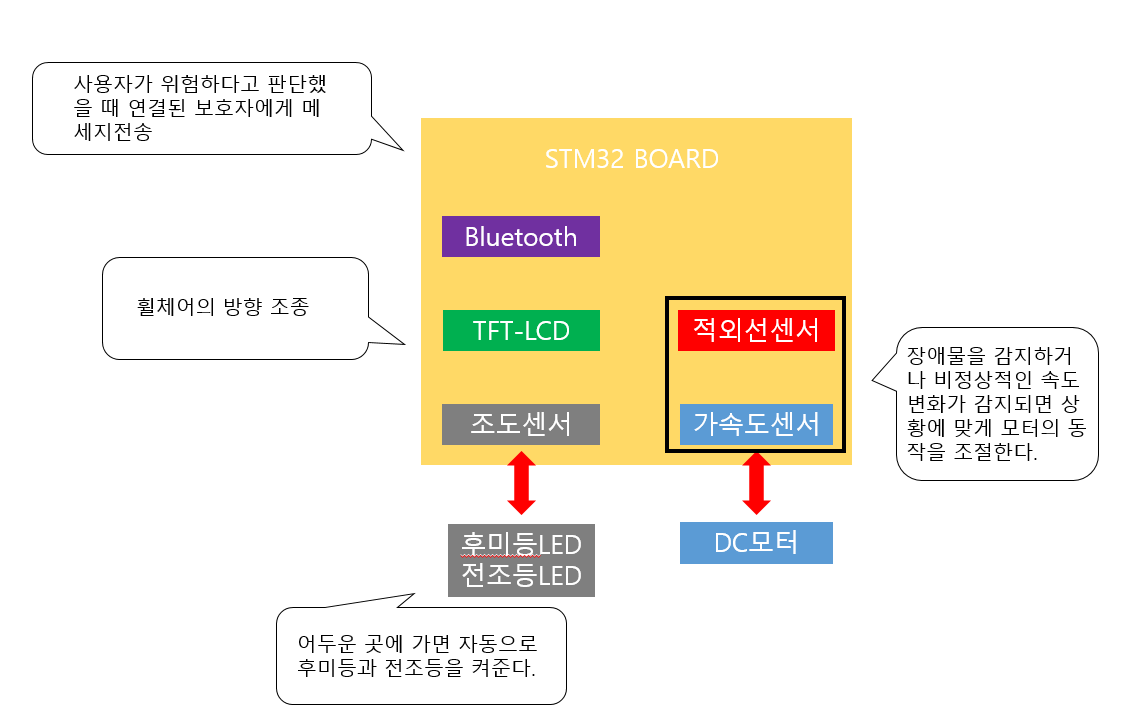 사용자가 위험하다고 판단했
을 때 연결된 보호자에게 메
세지전송
STM32 BOARD
Bluetooth
휠체어의 방향 조종
TFT-LCD
적외선센서
장애물을 감지하거
나 비정상적인 속도
변화가 감지되면 상
황에 맞게 모터의 동
작을 조절한다.
조도센서
가속도센서
후미등LED
전조등LED
DC모터
어두운 곳에 가면 자동으로
후미등과 전조등을 켜준다.